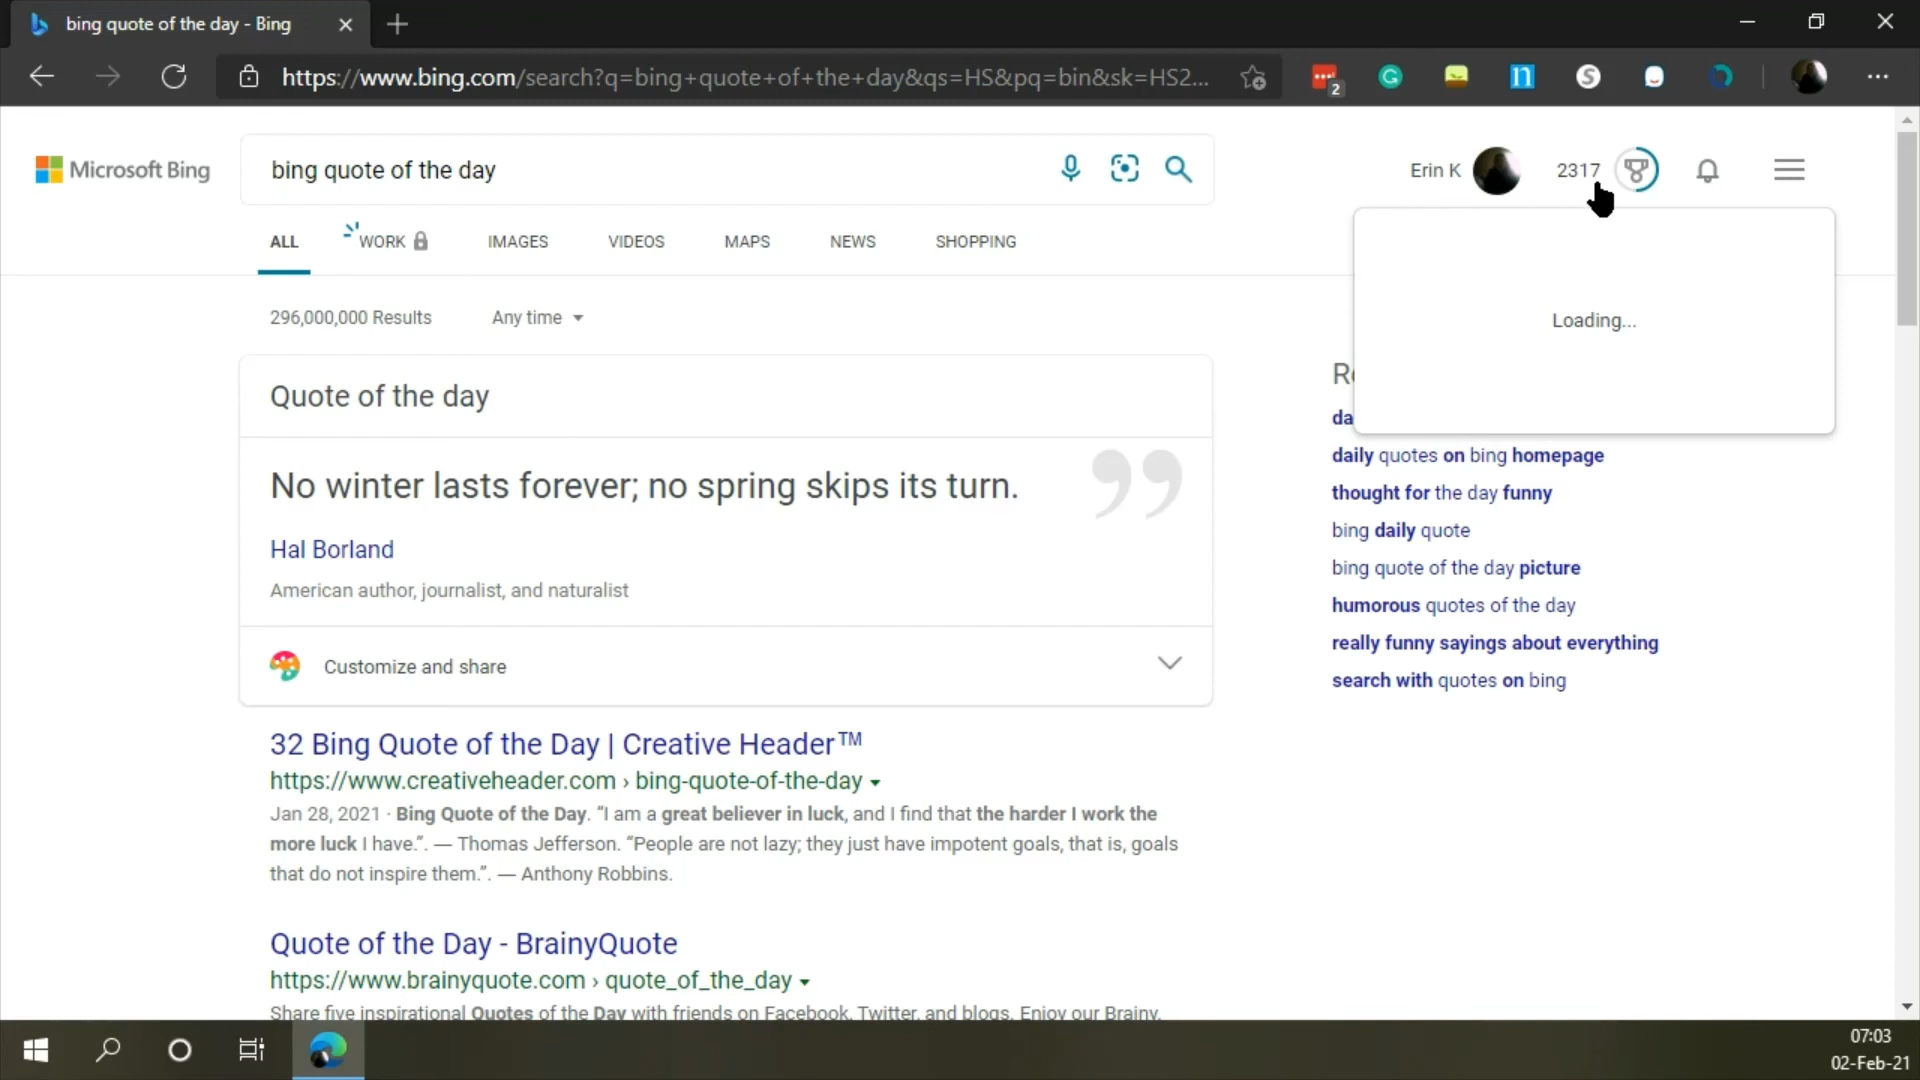 bing quote of the day - Bing
https://www.bing.com/search?q=bing+quote+of+the+day&qs=HS&pq=bin&sk=HS2...
2
Microsoft Bing
bing quote of the day
Erin K
2317
ALL
WORK
IMAGES
VIDEOS
MAPS
NEWS
SHOPPING
296,000,000 Results
Any time
Loading...
Quote of the day
No winter lasts forever; no spring skips its turn.
Hal Borland
American author, journalist, and naturalist
Customize and share
daily quotes on bing homepage
thought for the day funny
bing daily quote
bing quote of the day picture
humorous quotes of the day
really funny sayings about everything
search with quotes on bing
32 Bing Quote of the Day | Creative Header™
https://www.creativeheader.com › bing-quote-of-the-day
Jan 28, 2021 · Bing Quote of the Day. “I am a great believer in luck, and I find that the harder I work the
more luck I have.”. — Thomas Jefferson. “People are not lazy; they just have impotent goals, that is, goals
that do not inspire them.”. — Anthony Robbins.
Quote of the Day - BrainyQuote
https://www.brainyquote.com › quote_of_the_day
Share five inspirational Quotes of the Day with friends on Facebook, Twitter, and blogs. Enjoy our Brainy,
07:03
02-Feb-21